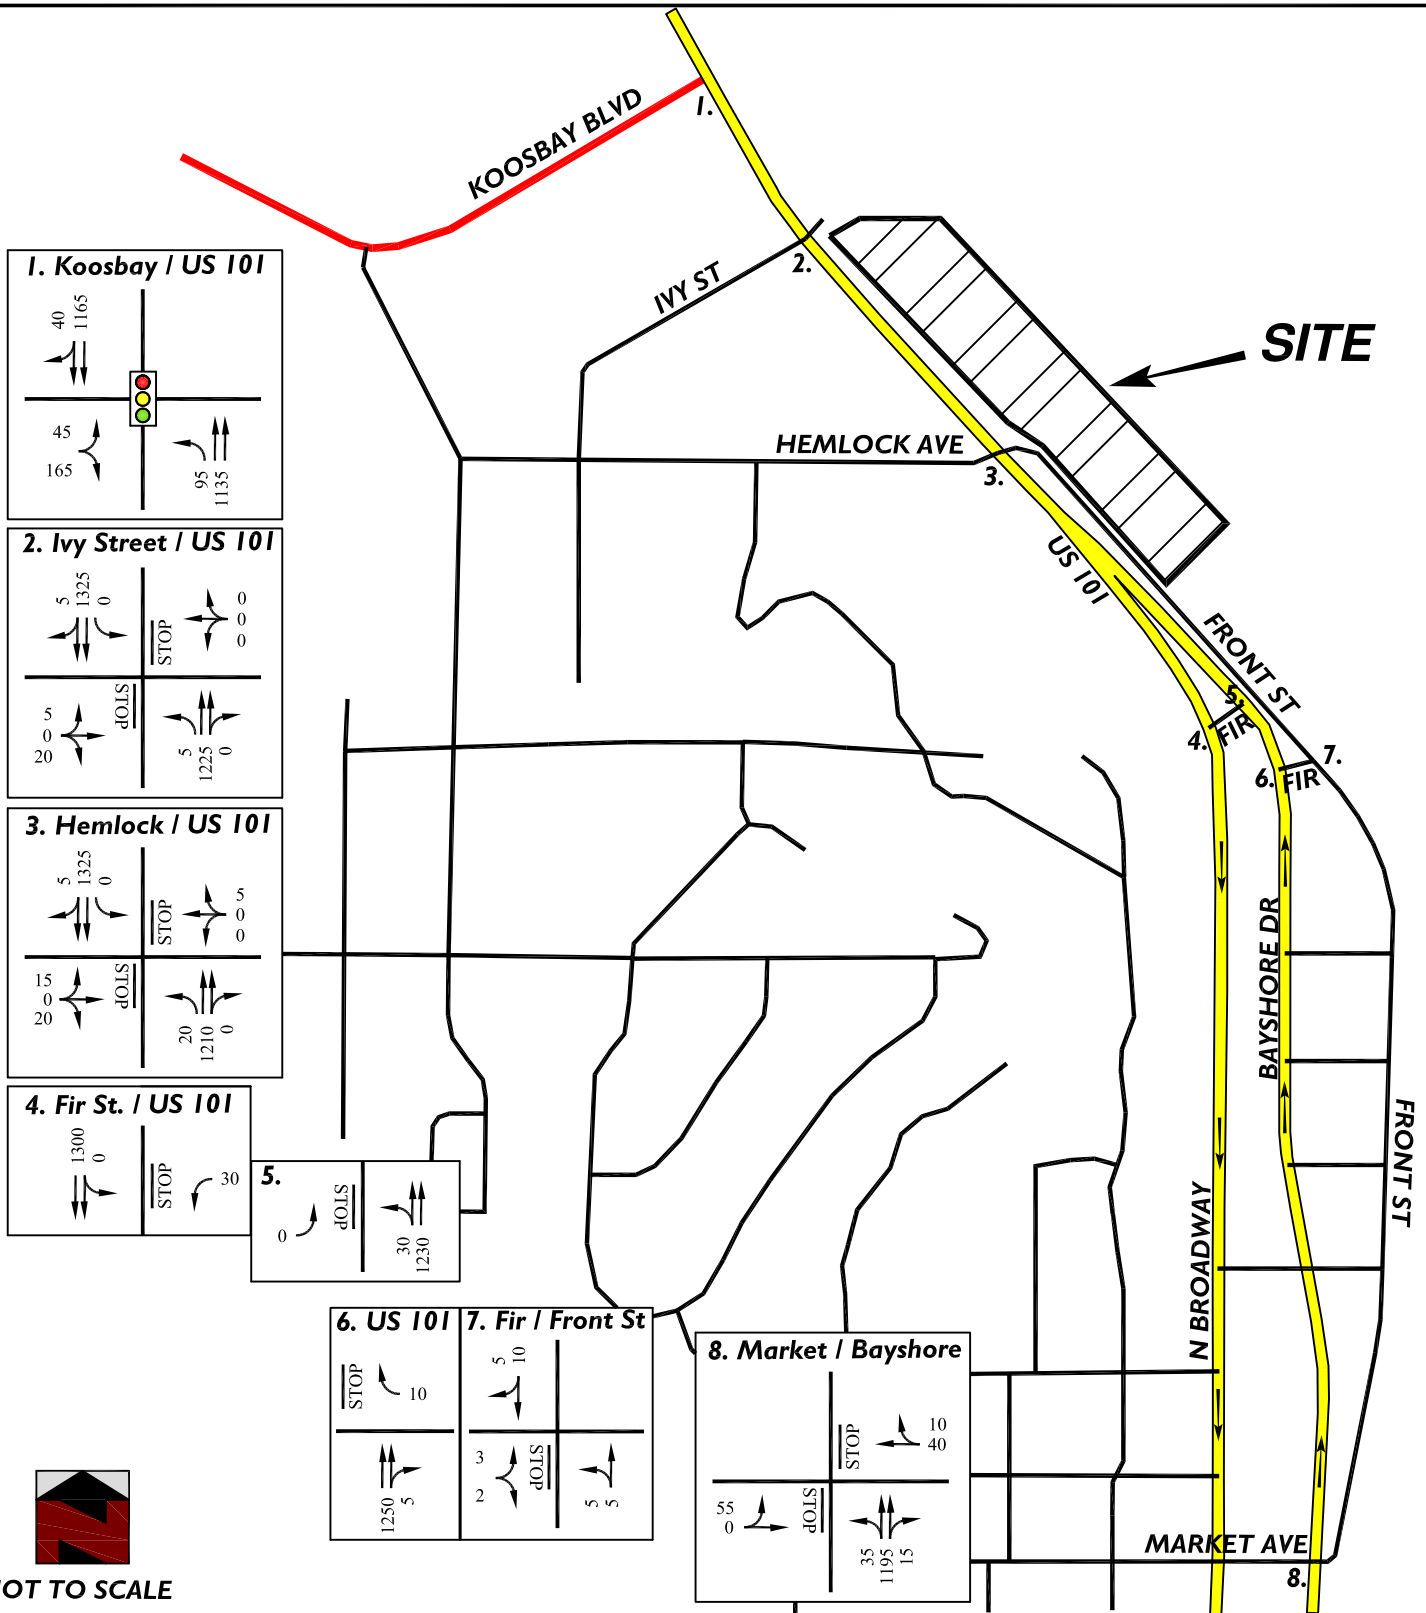 KOOSBAY BLVD
1.
IVY ST
2.
SITE
HEMLOCK AVE
3.
US 101
FRONT ST
5.
4.
FIR
6.
FIR
7.
BAYSHORE DR
FRONT ST
N BROADWAY
MARKET AVE
8.
1. Koosbay / US 101
40
1165
45
165
95
1135
2. Ivy Street / US 101
5
1325
0
STOP
0
0
0
5
0
20
STOP
5
1225
0
3. Hemlock / US 101
5
1325
0
STOP
5
0
0
15
0
20
STOP
20
1210
0
4. Fir St. / US 101
1300
0
STOP
30
5.
0
STOP
30
1230
6. US 101
STOP
10
1250
5
7. Fir / Front St
5
10
3
2
STOP
5
5
8. Market / Bayshore
STOP
10
40
55
0
STOP
35
1195
15
OT TO SCALE